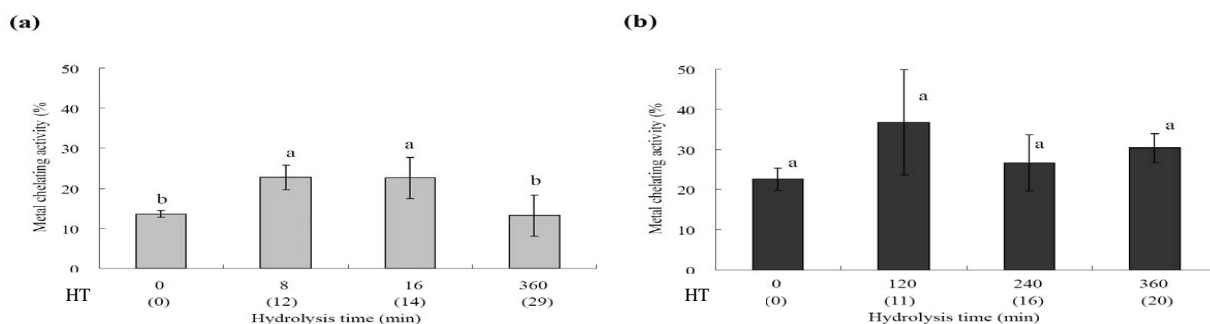 (a)
Metal chelating activity (%
50
40
30
20
10
0
b
a
a
b
HT
0 8 16 360
(0) (12) (14) (29)
Hydrolysis time (min)
(b)
Metal chelating activity (%
50
40
30
20
10
0
a
a
a
a
HT
0 120 240 360
(0) (11) (16) (20)
Hydrolysis time (min)